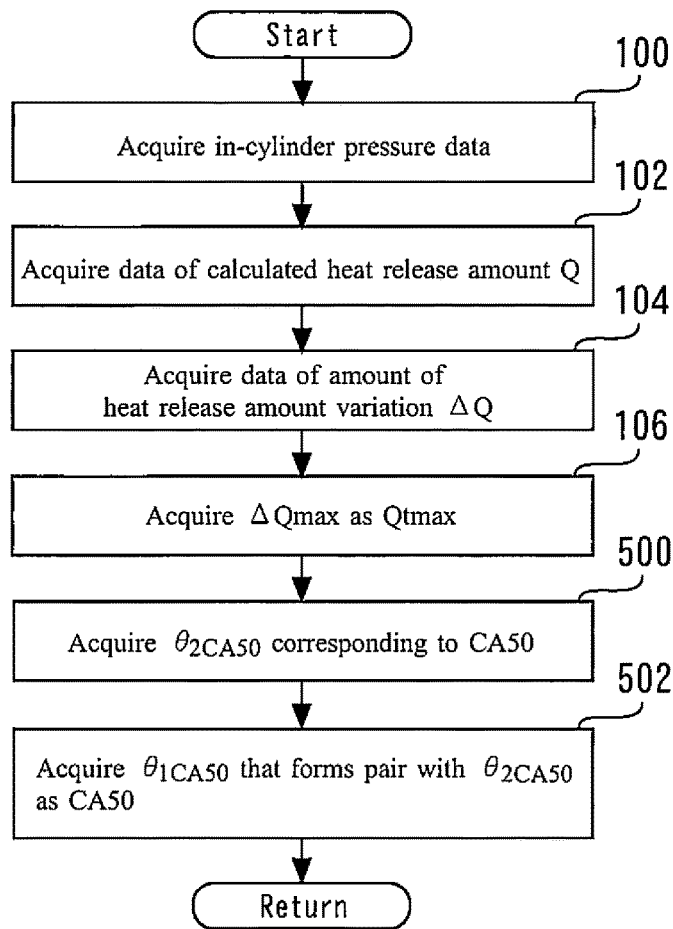 Start
100
Acquire in-cylinder pressure data
102
Acquire data of calculated heat release amount Q
104
Acquire data of amount of
heat release amount variation ΔQ
106
Acquire ΔQmax as Qtmax
500
Acquire θ2CA50 corresponding to CA50
502
Acquire θ1CA50 that forms pair with θ2CA50
as CA50
Return